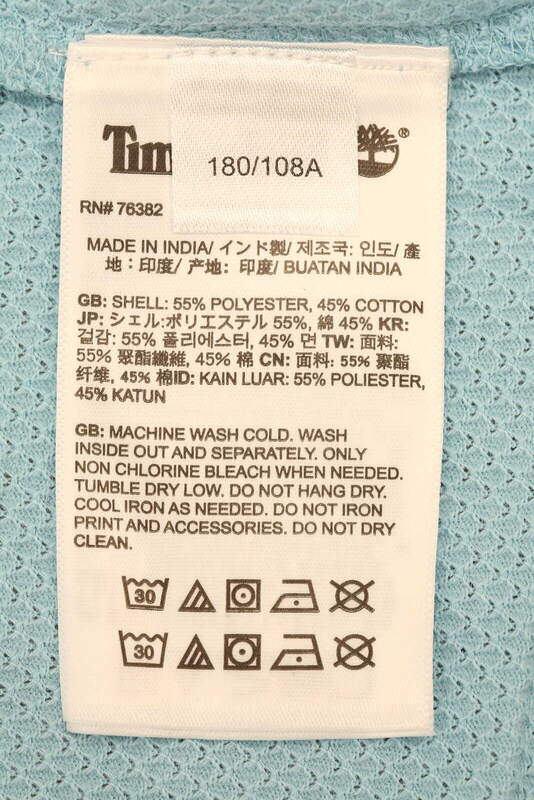 Tim
®
180/108A
RN# 76382
MADE IN INDIA/ インド製/ 제조국: 인도/ 產
地：印度/ 产地：印度/ BUATAN INDIA
GB: SHELL: 55% POLYESTER, 45% COTTON
JP: シェル:ポリエステル 55%, 綿 45% KR:
겉감: 55% 폴리에스터, 45% 면 TW: 面料:
55% 聚酯纖維, 45% 棉 CN: 面料: 55% 聚酯
纤维, 45% 棉ID: KAIN LUAR: 55% POLIESTER,
45% KATUN
GB: MACHINE WASH COLD. WASH
INSIDE OUT AND SEPARATELY. ONLY
NON CHLORINE BLEACH WHEN NEEDED.
TUMBLE DRY LOW. DO NOT HANG DRY.
COOL IRON AS NEEDED. DO NOT IRON
PRINT AND ACCESSORIES. DO NOT DRY
CLEAN.
30
30